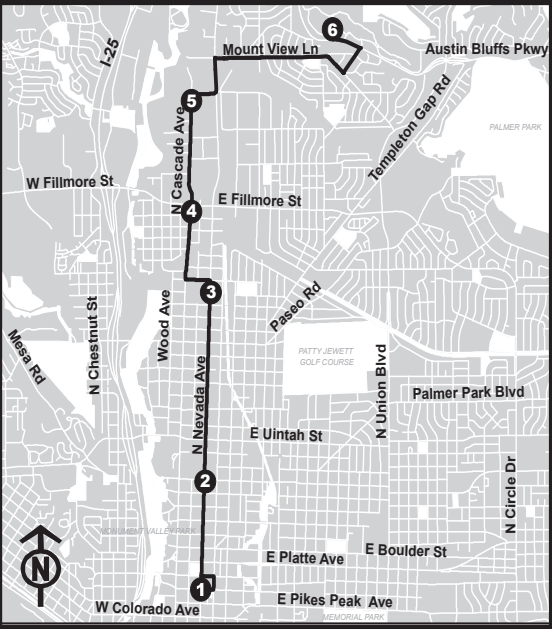 6
I-25
Mount View Ln
Austin Bluffs Pkwy
5
N Cascade Ave
Templeton Gap Rd
PALMER PARK
W Fillmore St
E Fillmore St
4
3
Paseo Rd
Wood Ave
N Chestnut St
Mesa Rd
PATTY JEWETT
GOLF COURSE
N Union Blvd
N Nevada Ave
Palmer Park Blvd
E Uintah St
2
N Circle Dr
MONUMENT VALLEY PARK
E Platte Ave
E Boulder St
N
1
W Colorado Ave
E Pikes Peak Ave
MEMORIAL PARK